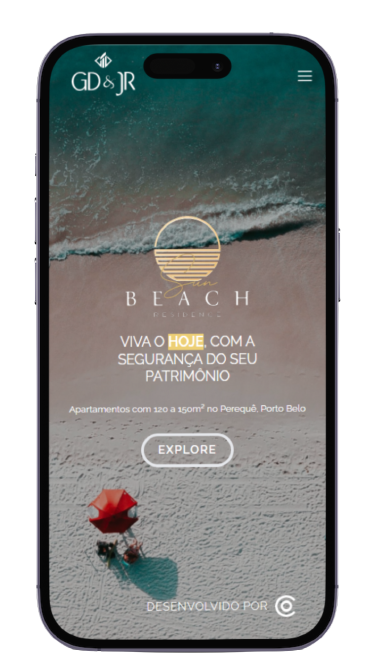 GD&JR
Sun
BEACH
RESIDENCE
VIVA O HOJE, COM A
SEGURANÇA DO SEU
PATRIMÔNIO
Apartamentos com 120 a 150m² no Perequê, Porto Belo
EXPLORE
DESENVOLVIDO POR